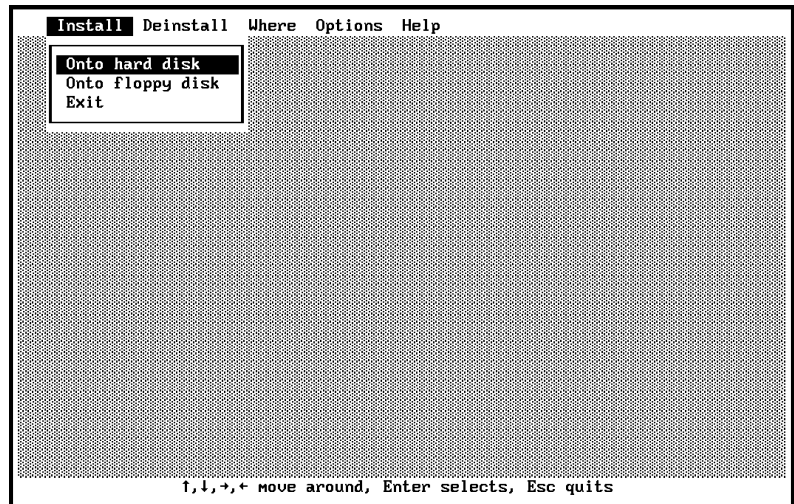 Install Deinstall Where Options Help
Onto hard disk
Onto floppy disk
Exit
↑,↓,→,← move around, Enter selects, Esc quits